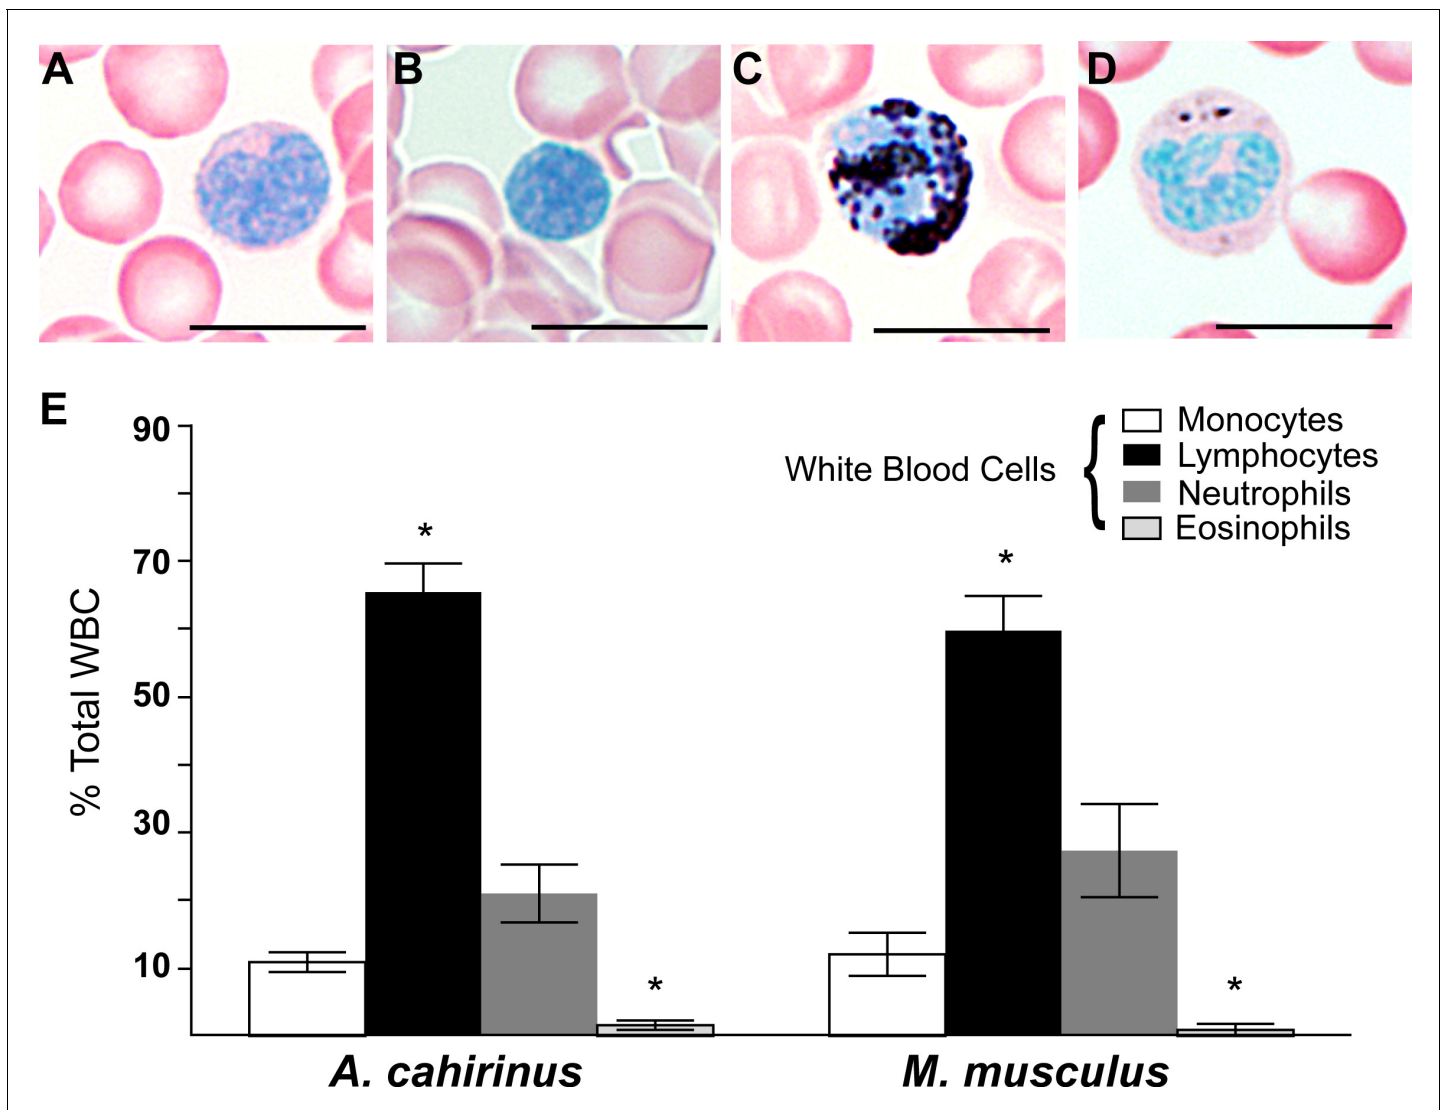 A
B
C
D
E
90
70
50
30
10
% Total WBC
White Blood Cells
Monocytes
Lymphocytes
Neutrophils
Eosinophils
*
*
*
*
A. cahirinus
M. musculus